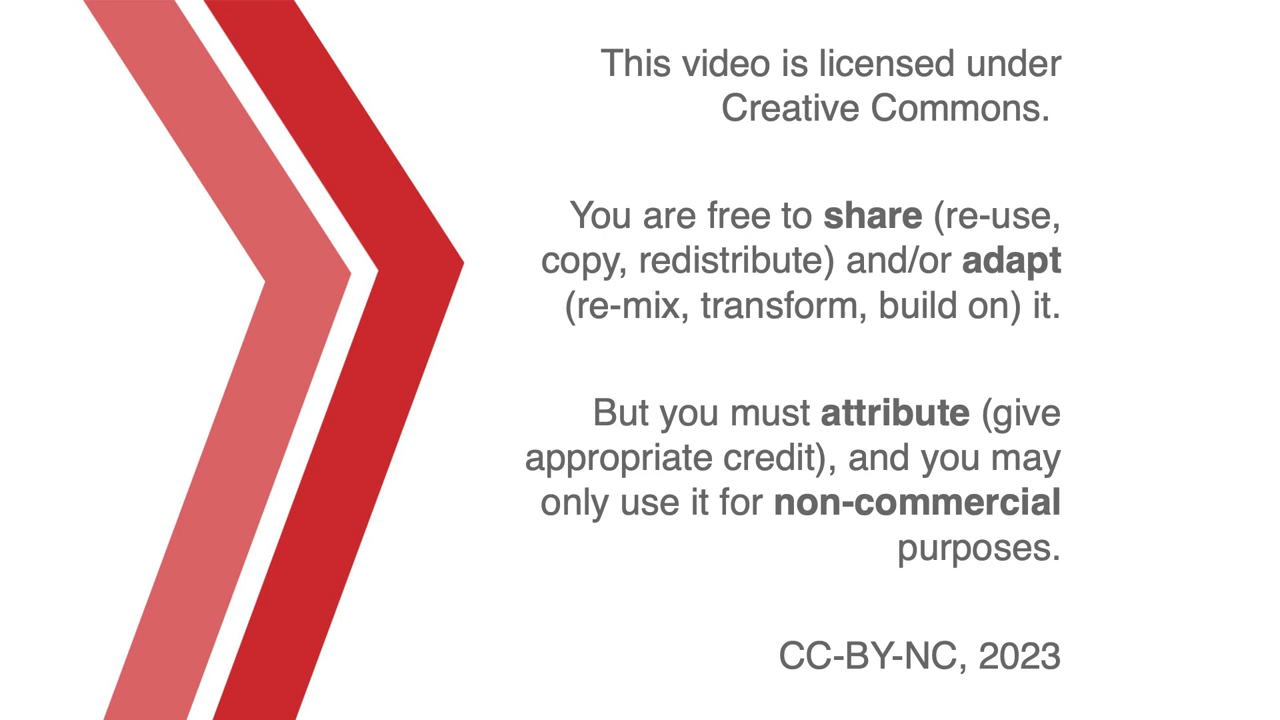 This video is licensed under
Creative Commons.
You are free to share (re-use,
copy, redistribute) and/or adapt
(re-mix, transform, build on) it.
But you must attribute (give
appropriate credit), and you may
only use it for non-commercial
purposes.
CC-BY-NC, 2023